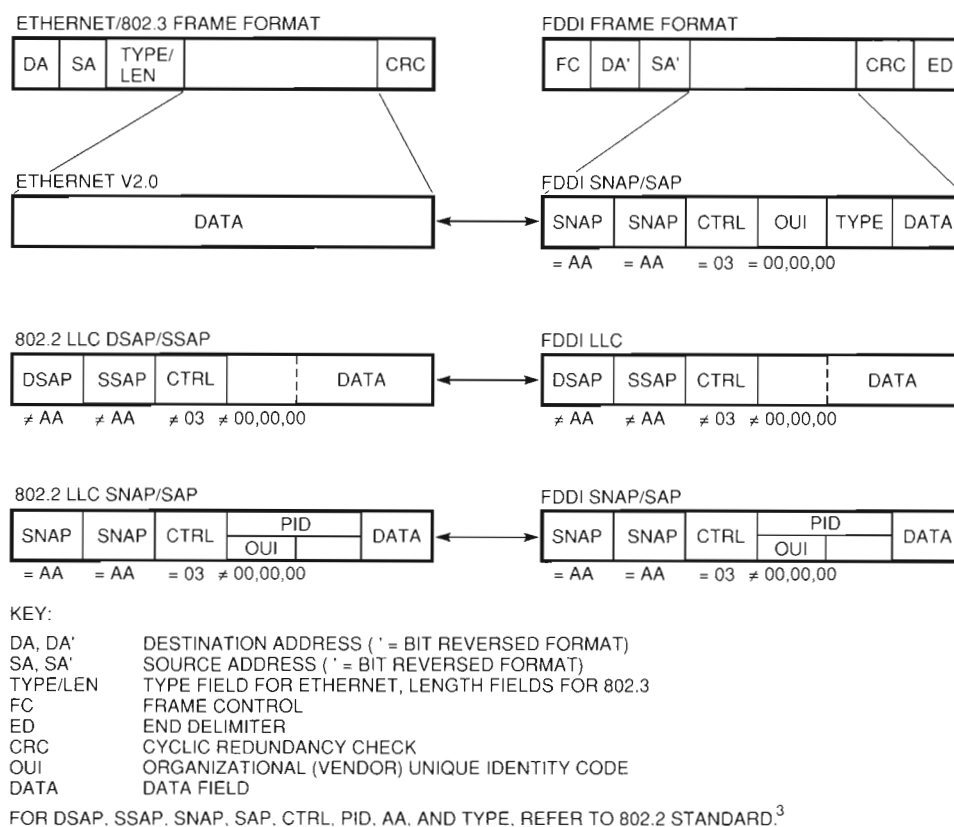 ETHERNET/802.3 FRAME FORMAT
DA SA TYPE/ LEN CRC
FDDI FRAME FORMAT
FC DA' SA' CRC ED
ETHERNET V2.0
DATA
FDDI SNAP/SAP
SNAP SNAP CTRL OUI TYPE DATA
= AA = AA = 03 = 00,00,00
802.2 LLC DSAP/SSAP
DSAP SSAP CTRL DATA
≠ AA ≠ AA ≠ 03 ≠ 00,00,00
FDDI LLC
DSAP SSAP CTRL DATA
≠ AA ≠ AA ≠ 03 ≠ 00,00,00
802.2 LLC SNAP/SAP
SNAP SNAP CTRL PID OUI DATA
= AA = AA = 03 ≠ 00,00,00
FDDI SNAP/SAP
SNAP SNAP CTRL PID OUI DATA
= AA = AA = 03 ≠ 00,00,00
KEY:
DA, DA' DESTINATION ADDRESS ( ' = BIT REVERSED FORMAT)
SA, SA' SOURCE ADDRESS ( ' = BIT REVERSED FORMAT)
TYPE/LEN TYPE FIELD FOR ETHERNET, LENGTH FIELDS FOR 802.3
FC FRAME CONTROL
ED END DELIMITER
CRC CYCLIC REDUNDANCY CHECK
OUI ORGANIZATIONAL (VENDOR) UNIQUE IDENTITY CODE
DATA DATA FIELD
FOR DSAP, SSAP, SNAP, SAP, CTRL, PID, AA, AND TYPE, REFER TO 802.2 STANDARD.3